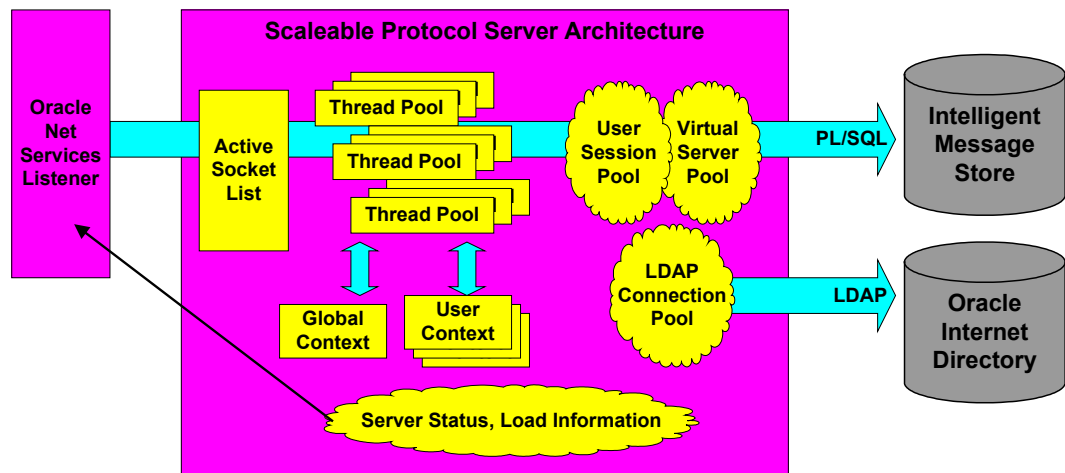 Scaleable Protocol Server Architecture
Oracle
Net
Services
Listener
Active
Socket
List
Thread Pool
Thread Pool
Thread Pool
Global
Context
User
Context
User
Session
Pool
Virtual
Server
Pool
LDAP
Connection
Pool
PL/SQL
LDAP
Intelligent
Message
Store
Oracle
Internet
Directory
Server Status, Load Information